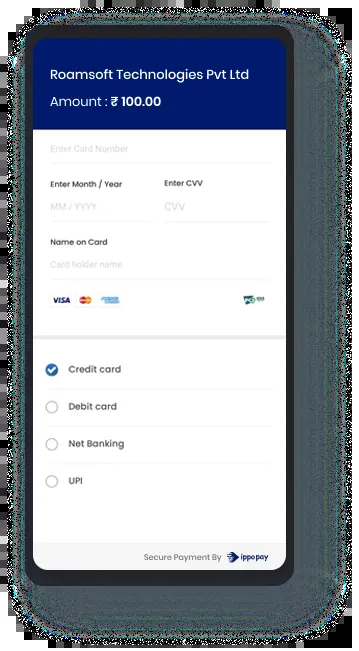 Roamsoft Technologies Pvt Ltd
Amount : ₹ 100.00
Enter Card Number
Enter Month / Year
Enter CVV
MM / YYYY
CVV
Name on Card
Card holder name
VISA
Credit card
Debit card
Net Banking
UPI
Secure Payment By ippopay